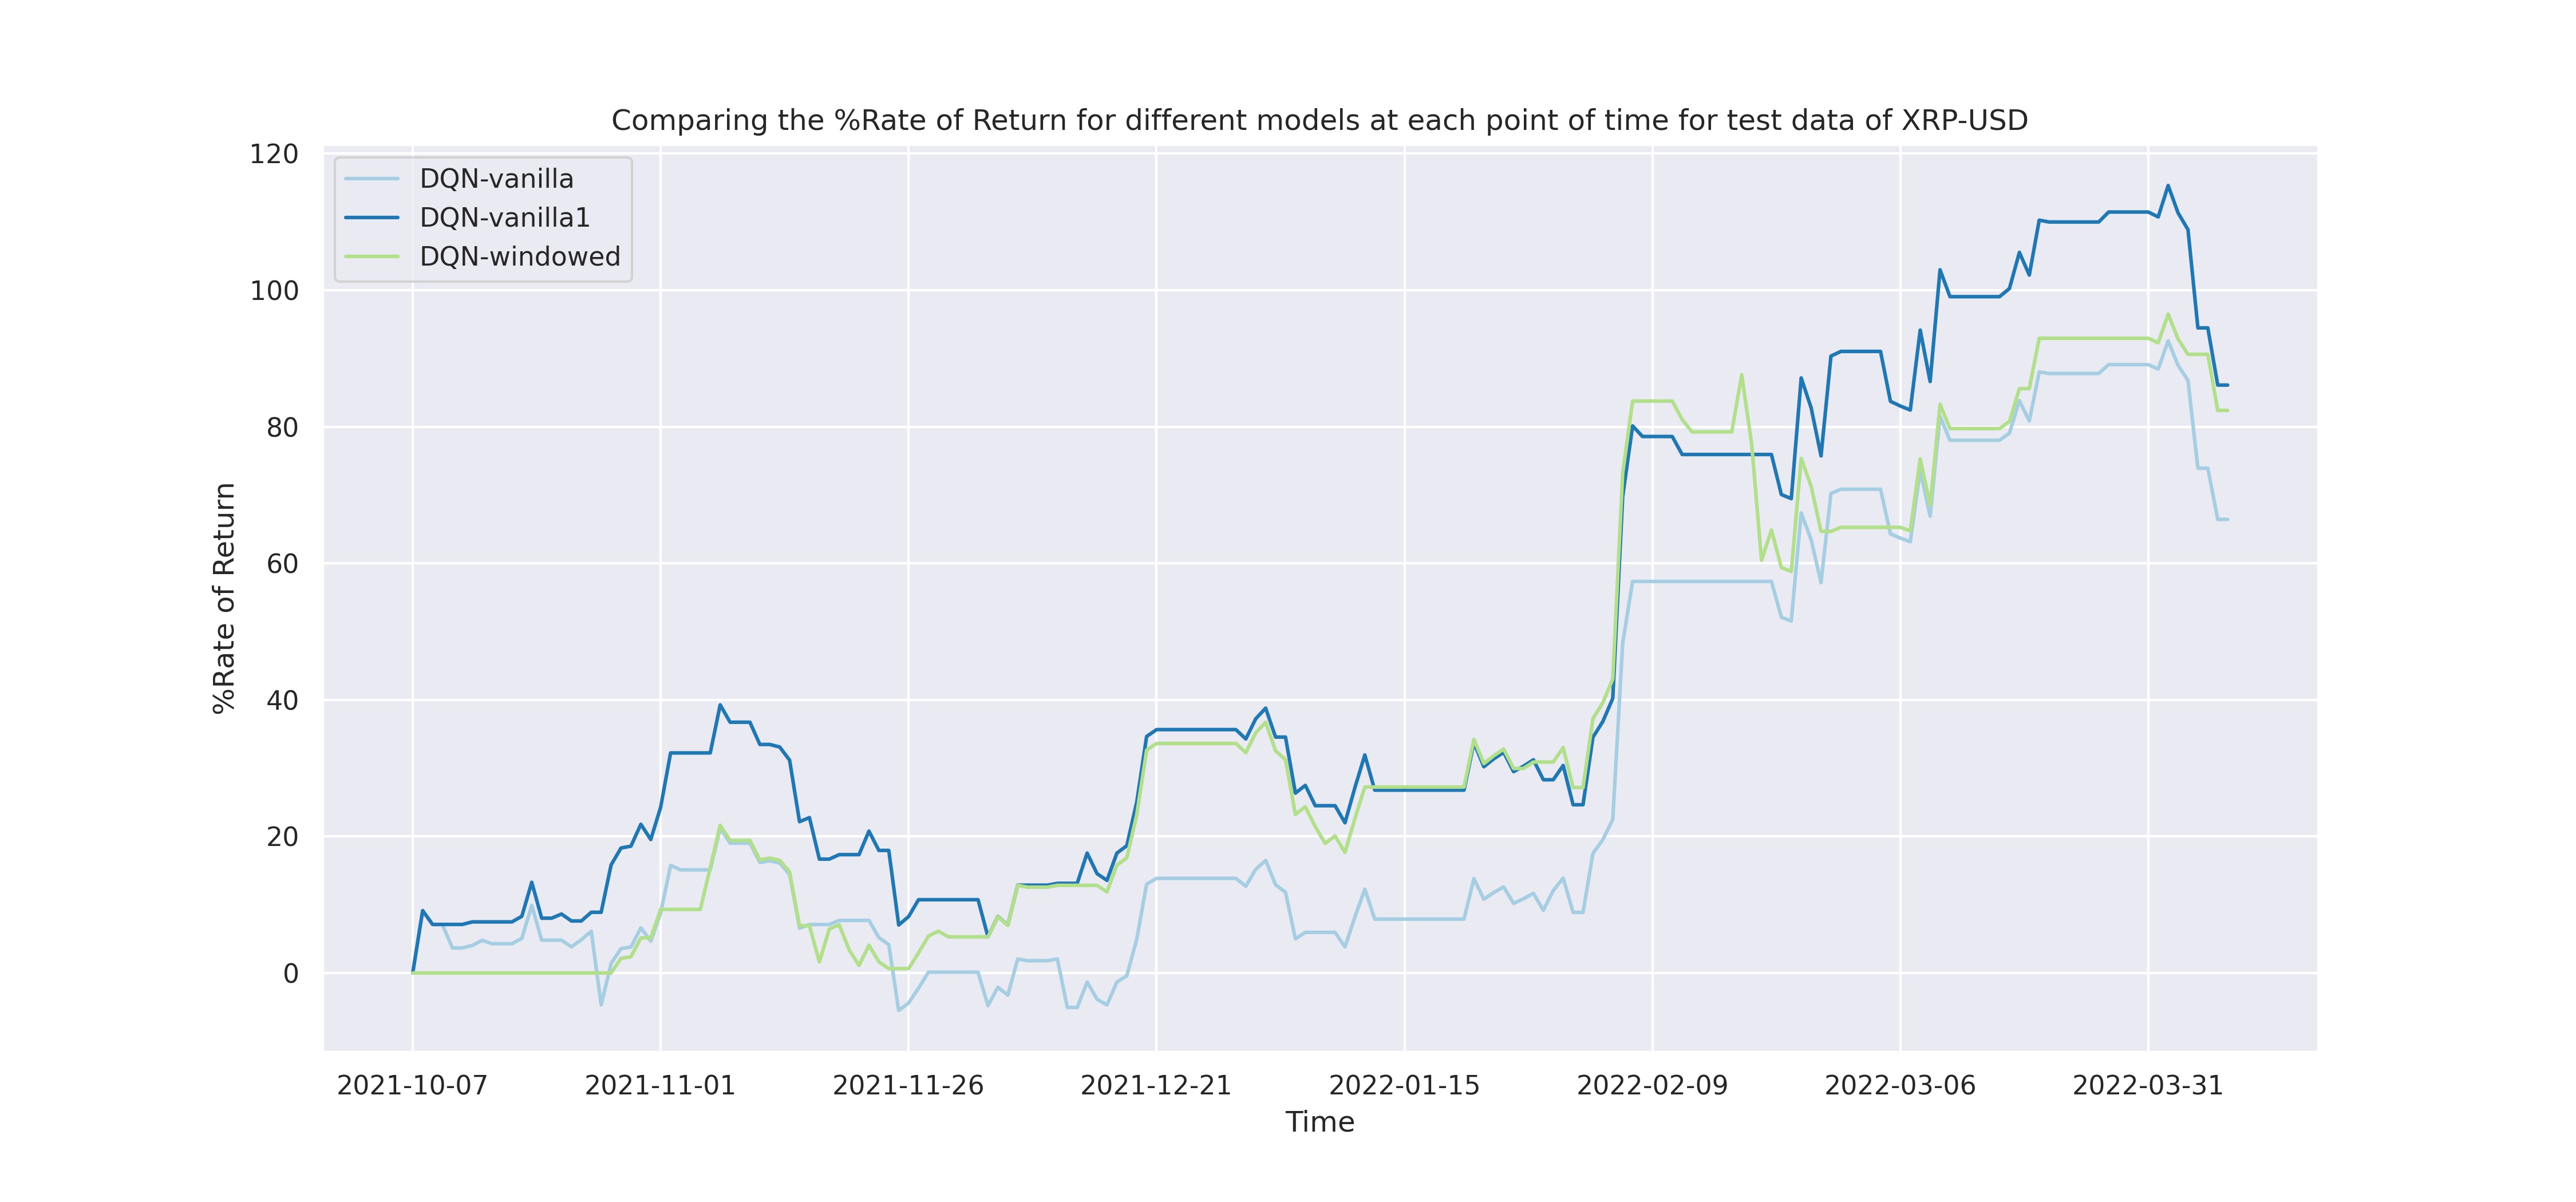 Comparing the %Rate of Return for different models at each point of time for test data of XRP-USD
120
100
80
60
40
20
0
%Rate of Return
DQN-vanilla
DQN-vanilla1
DQN-windowed
2021-10-07
2021-11-01
2021-11-26
2021-12-21
2022-01-15
2022-02-09
2022-03-06
2022-03-31
Time